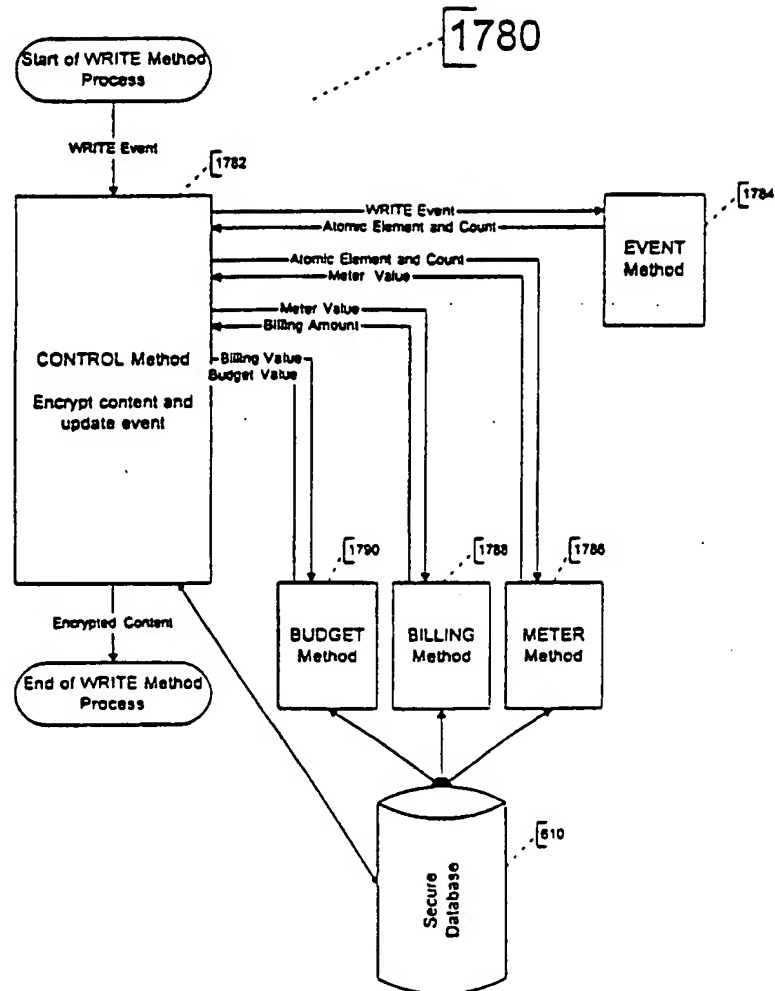 1780
Start of WRITE Method
Process
WRITE Event
1782
WRITE Event
Atomic Element and Count
1784
EVENT
Method
Atomic Element and Count
Meter Value
Meter Value
Billing Amount
CONTROL Method
Encrypt content and
update event
Billing Value
Budget Value
1790
1788
1786
Encrypted Content
BUDGET
Method
BILLING
Method
METER
Method
End of WRITE Method
Process
610
Secure
Database